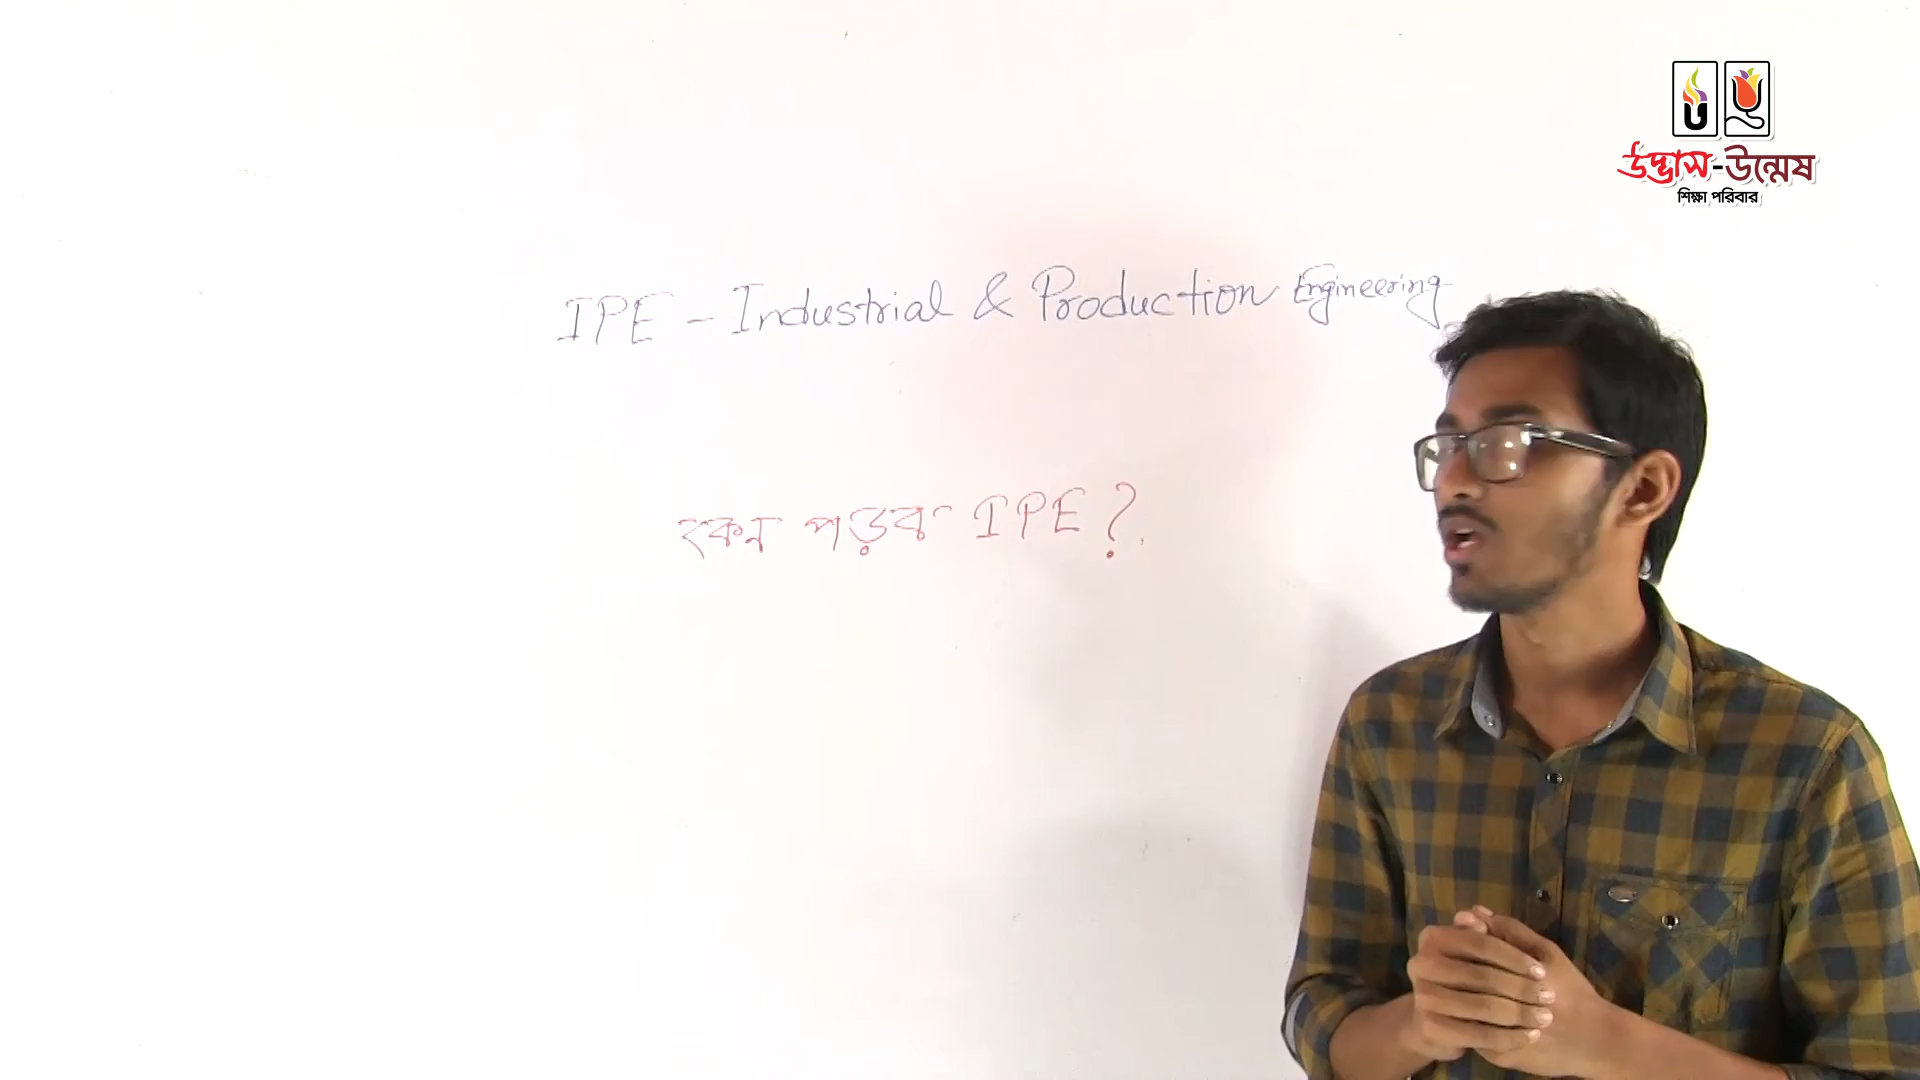 উদ্ভাস-উন্মেষ
শিক্ষা পরিবার
IPE - Industrial & Production Engineering
কেন পড়ব IPE?